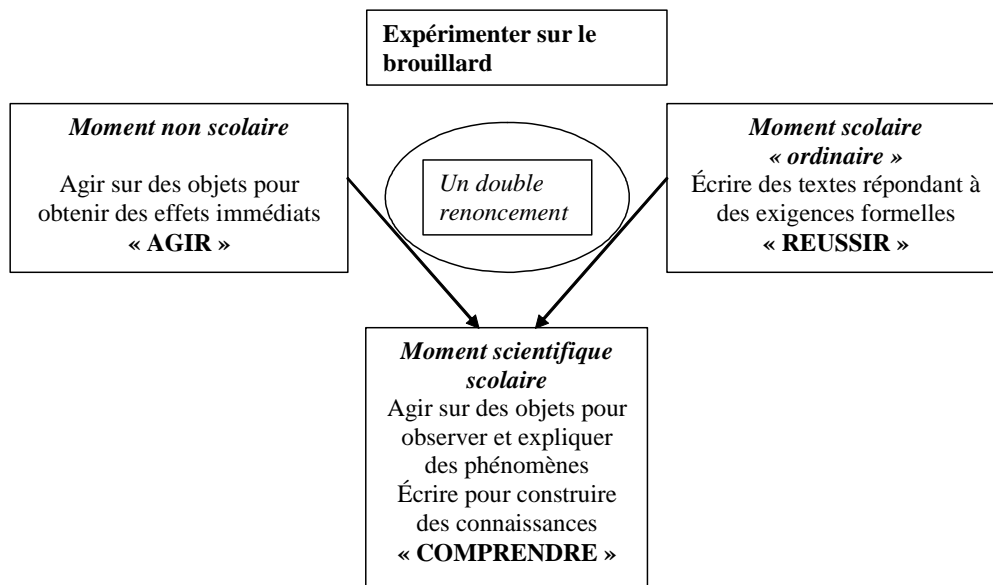 Expérimenter sur le
brouillard
Moment non scolaire
Agir sur des objets pour
obtenir des effets immédiats
« AGIR »
Un double
renoncement
Moment scolaire
« ordinaire »
Écrire des textes répondant à
des exigences formelles
« REUSSIR »
Moment scientifique
scolaire
Agir sur des objets pour
observer et expliquer
des phénomènes
Écrire pour construire
des connaissances
« COMPRENDRE »